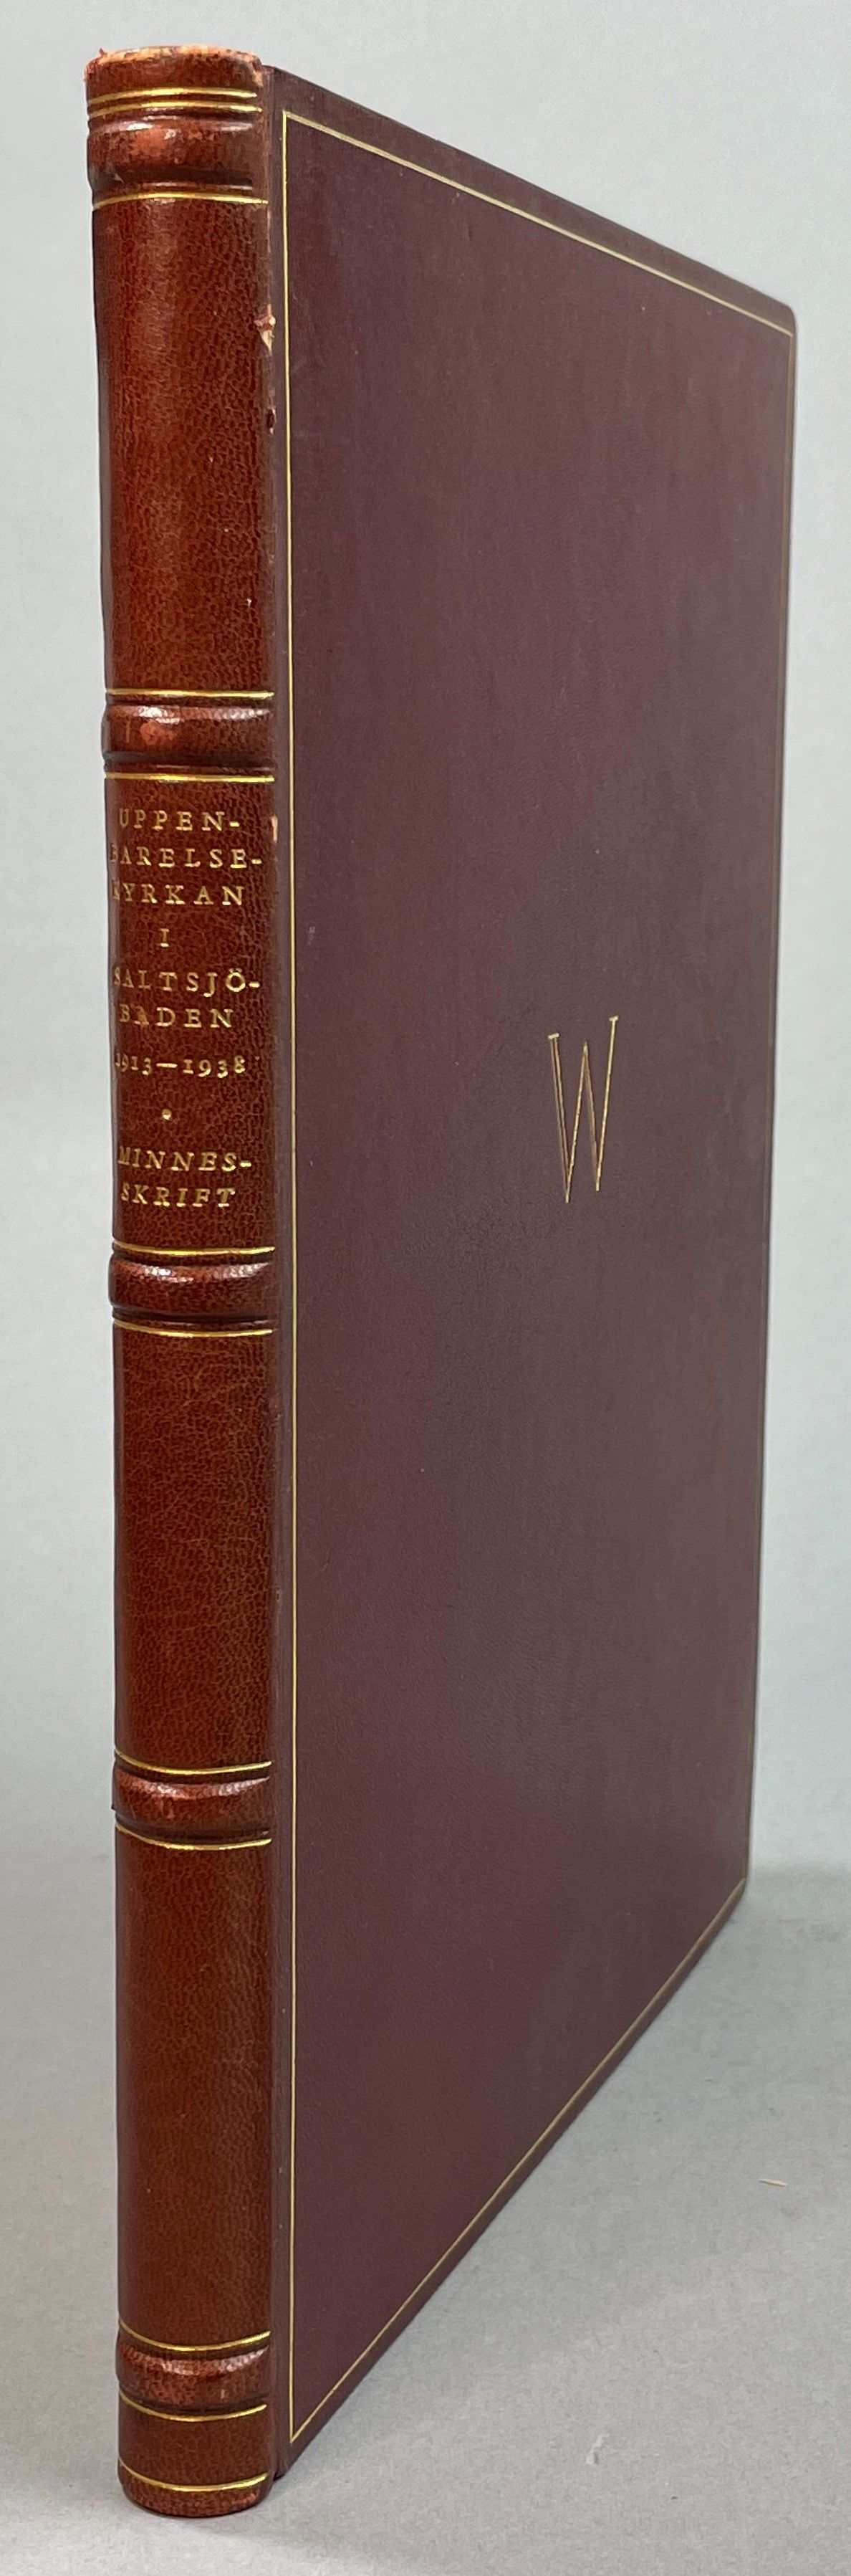 UPPEN-
BARELSE-
KYRKAN
I
SALTSJÖ-
BADEN
1913—1938
•
MINNES-
SKRIFT
W